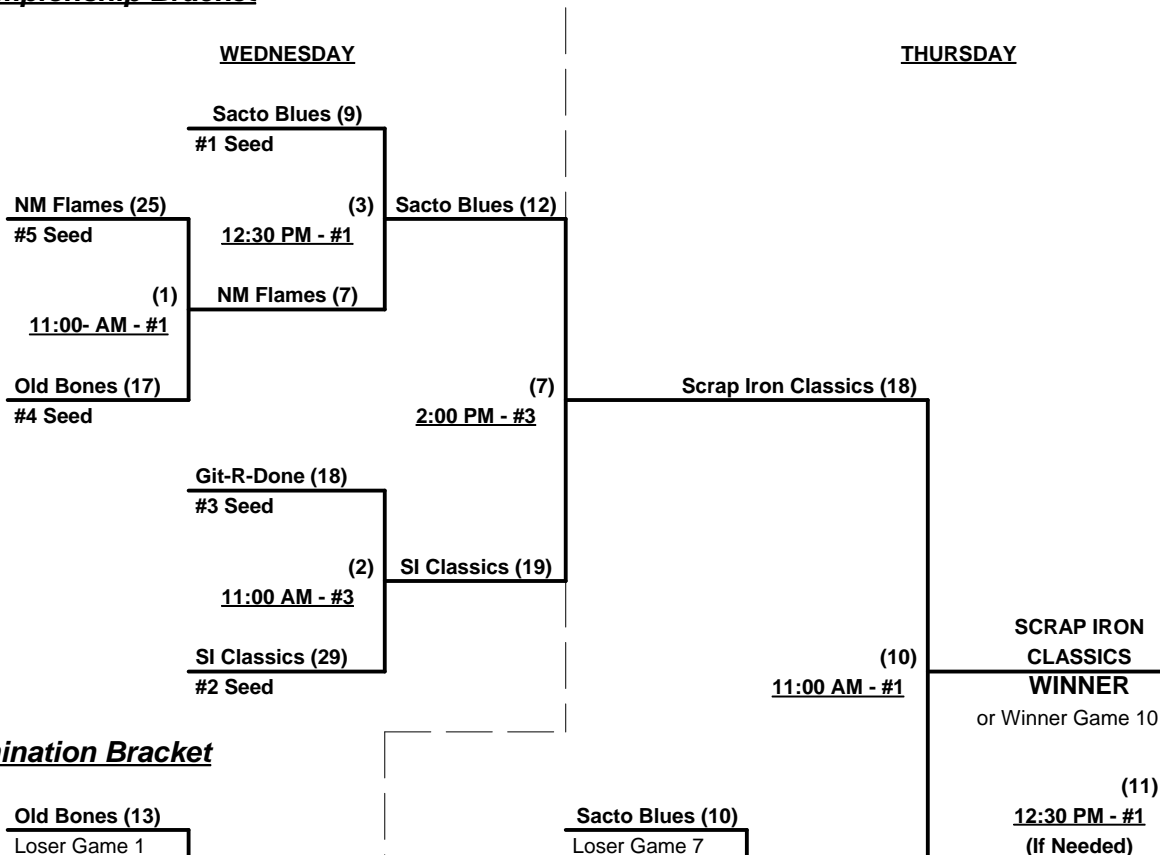 WEDNESDAY
THURSDAY
Sacto Blues (9)
#1 Seed
NM Flames (25)
(3)
Sacto Blues (12)
#5 Seed
12:30 PM - #1
(1)
NM Flames (7)
11:00- AM - #1
Old Bones (17)
(7)
Scrap Iron Classics (18)
#4 Seed
2:00 PM - #3
Git-R-Done (18)
#3 Seed
(2)
SI Classics (19)
11:00 AM - #3
SCRAP IRON
SI Classics (29)
(10)
CLASSICS
#2 Seed
11:00 AM - #1
WINNER
or Winner Game 10
Bracket
(11)
Old Bones (13)
Sacto Blues (10)
12:30 PM - #1
Loser Game 1
Loser Game 7
(If Needed)